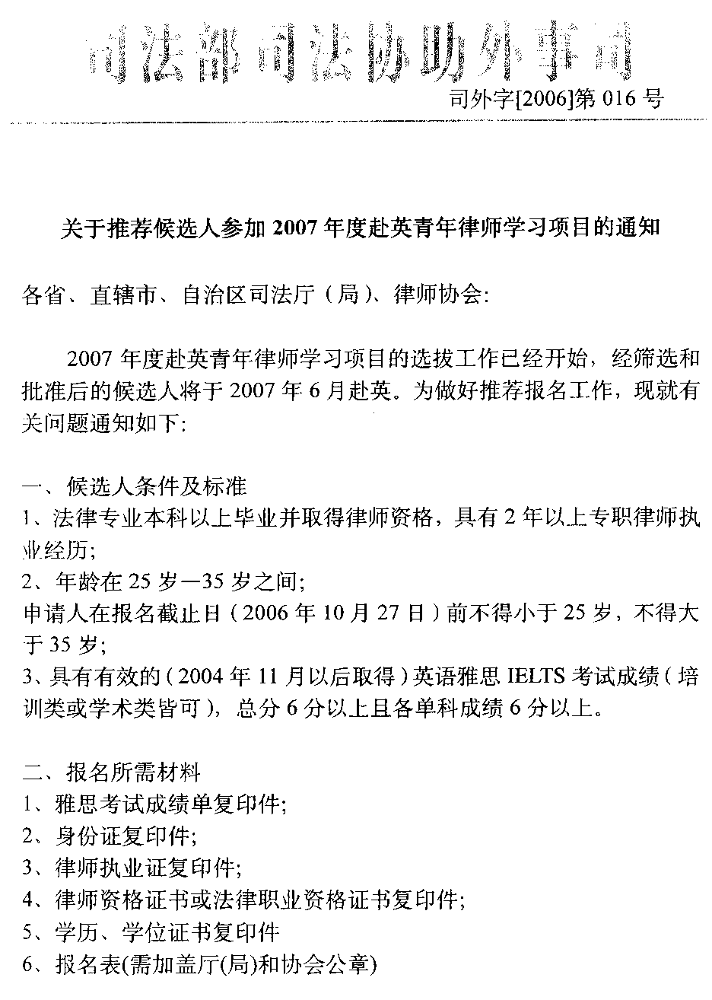 司法部司法协助外事司
司外字[2006]第 016 号
关于推荐候选人参加 2007 年度赴英青年律师学习项目的通知
各省、直辖市、自治区司法厅（局）、律师协会：
2007 年度赴英青年律师学习项目的选拔工作已经开始，经筛选和
批准后的候选人将于 2007 年 6 月赴英。为做好推荐报名工作，现就有
关问题通知如下：
一、候选人条件及标准
1、法律专业本科以上毕业并取得律师资格，具有 2 年以上专职律师执
业经历；
2、年龄在 25 岁—35 岁之间；
申请人在报名截止日（2006 年 10 月 27 日）前不得小于 25 岁，不得大
于 35 岁；
3、具有有效的（2004 年 11 月以后取得）英语雅思 IELTS 考试成绩（培
训类或学术类皆可），总分 6 分以上且各单科成绩 6 分以上。
二、报名所需材料
1、雅思考试成绩单复印件；
2、身份证复印件；
3、律师执业证复印件；
4、律师资格证书或法律职业资格证书复印件；
5、学历、学位证书复印件
6、报名表(需加盖厅(局)和协会公章)